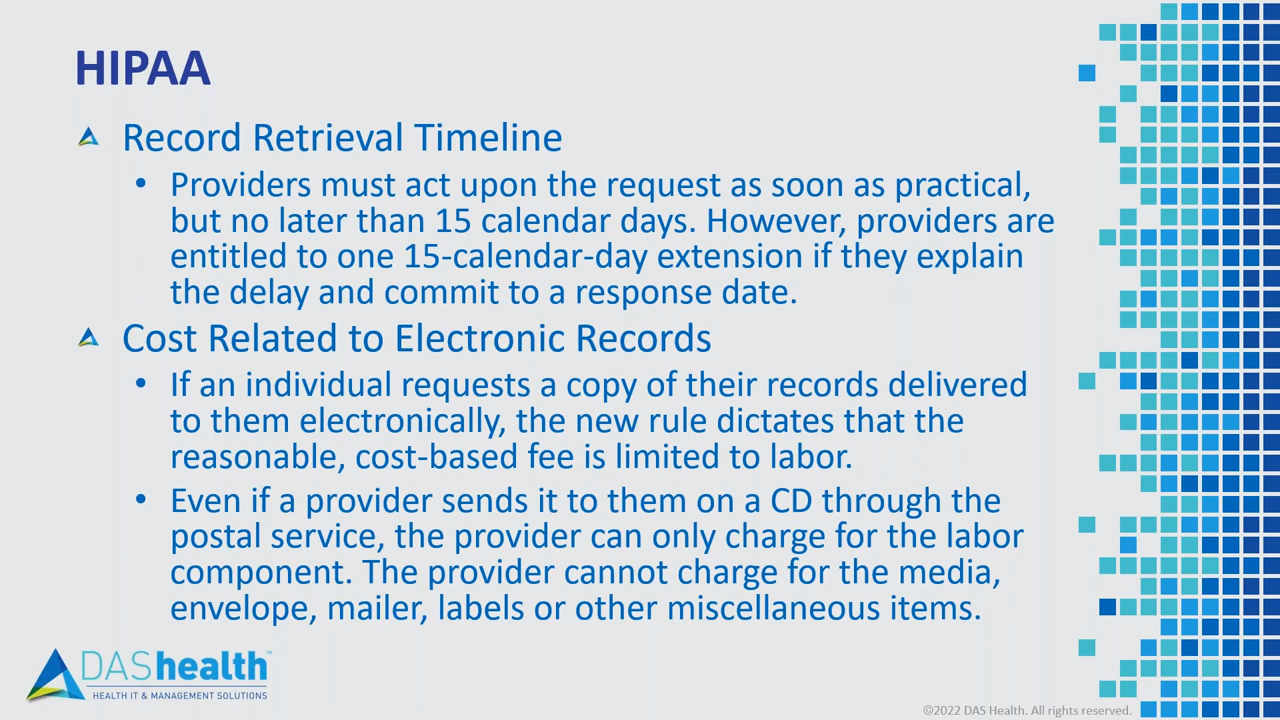 HIPAA
Record Retrieval Timeline
• Providers must act upon the request as soon as practical,
but no later than 15 calendar days. However, providers are
entitled to one 15-calendar-day extension if they explain
the delay and commit to a response date.
Cost Related to Electronic Records
• If an individual requests a copy of their records delivered
to them electronically, the new rule dictates that the
reasonable, cost-based fee is limited to labor.
• Even if a provider sends it to them on a CD through the
postal service, the provider can only charge for the labor
component. The provider cannot charge for the media,
envelope, mailer, labels or other miscellaneous items.
DAShealth™
HEALTH IT & MANAGEMENT SOLUTIONS
©2022 DAS Health. All rights reserved.